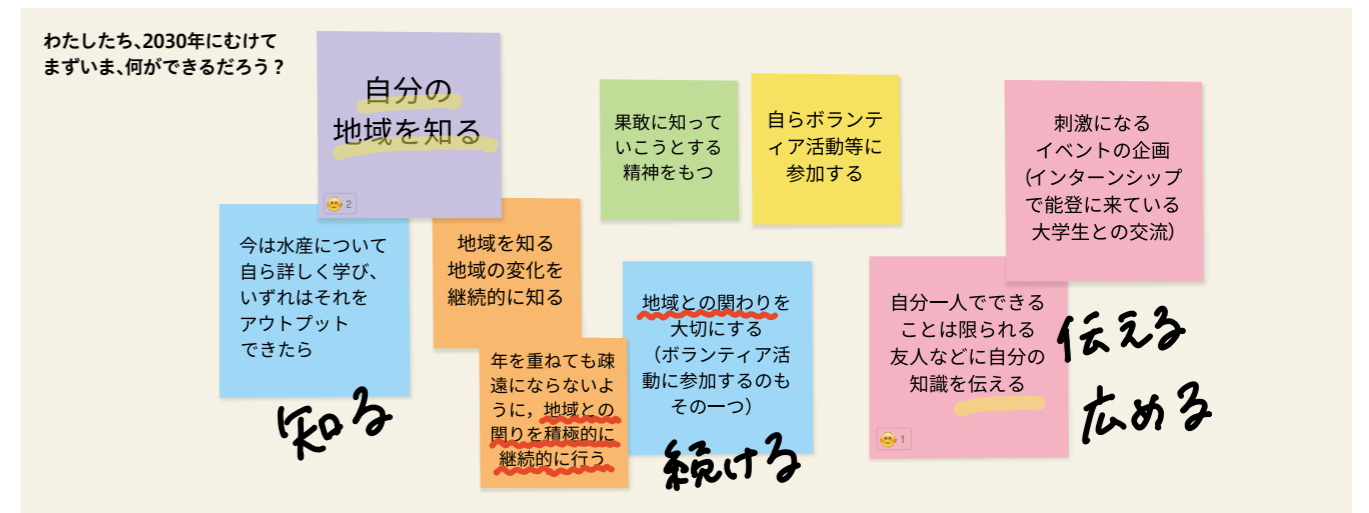 わたしたち、2030年にむけて
まずいま、何ができるだろう？
自分の
地域を知る
2
今は水産について
自ら詳しく学び、
いずれはそれを
アウトプット
できたら
知る
地域を知る
地域の変化を
継続的に知る
年を重ねても疎
遠にならないよ
うに，地域との
関りを積極的に
継続的に行う
果敢に知って
いこうとする
精神をもつ
自らボランテ
ィア活動等に
参加する
地域との関わりを
大切にする
（ボランティア活
動に参加するのも
その一つ）
続ける
刺激になる
イベントの企画
（インターンシップ
で能登に来ている
大学生との交流）
自分一人でできる
ことは限られる
友人などに自分の
知識を伝える
1
伝える
広める